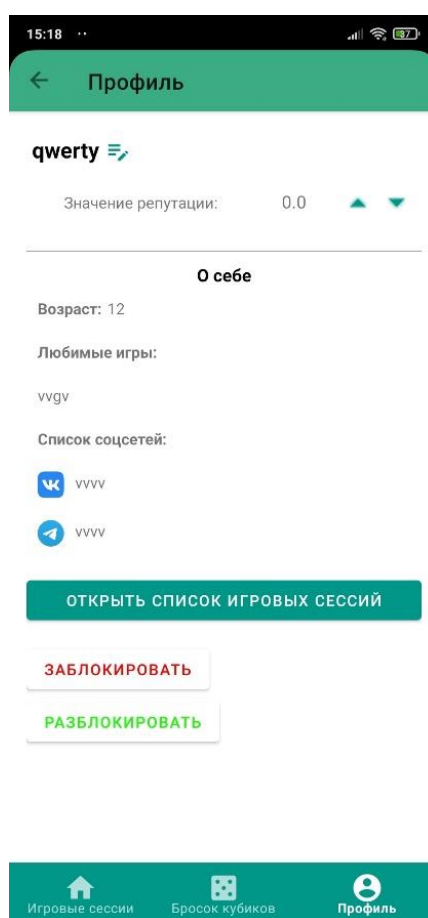 15:18 ··
87
Профиль
qwerty
Значение репутации: 0.0
О себе
Возраст: 12
Любимые игры:
vvgv
Список соцсетей:
vvvv
vvvv
ОТКРЫТЬ СПИСОК ИГРОВЫХ СЕССИЙ
ЗАБЛОКИРОВАТЬ
РАЗБЛОКИРОВАТЬ
Игровые сессии Бросок кубиков Профиль